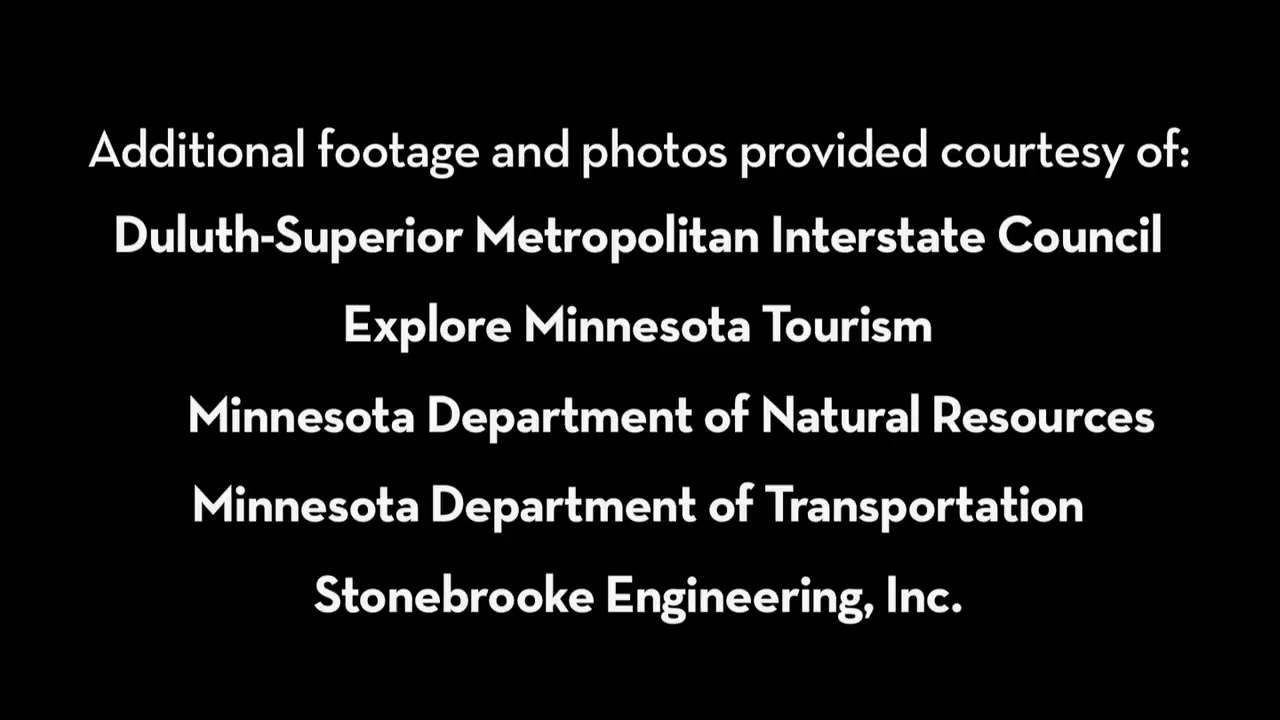 Additional footage and photos provided courtesy of:
Duluth-Superior Metropolitan Interstate Council
Explore Minnesota Tourism
Minnesota Department of Natural Resources
Minnesota Department of Transportation
Stonebrooke Engineering, Inc.